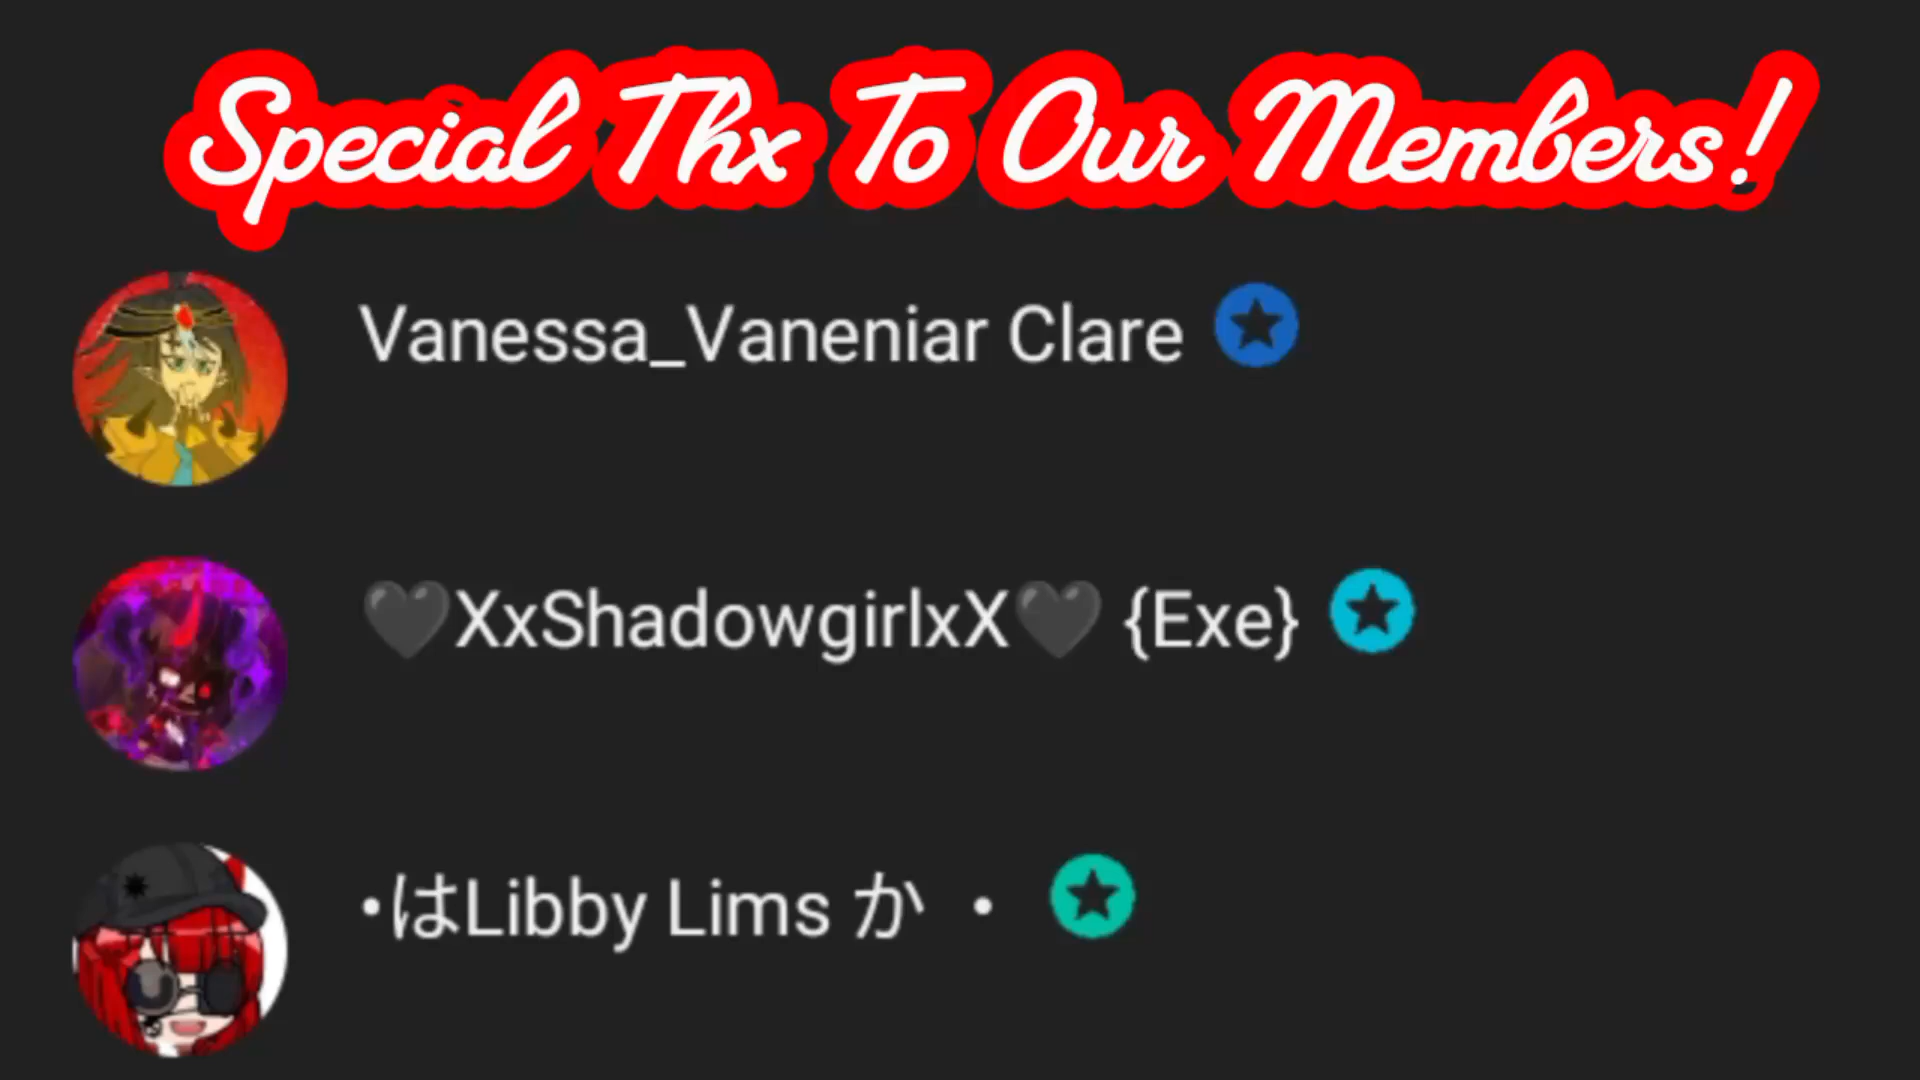 Special Thx To Our Members!
Vanessa_Vaneniar Clare
🖤XxShadowgirlxX🖤 {Exe}
•はLibby Lims か •